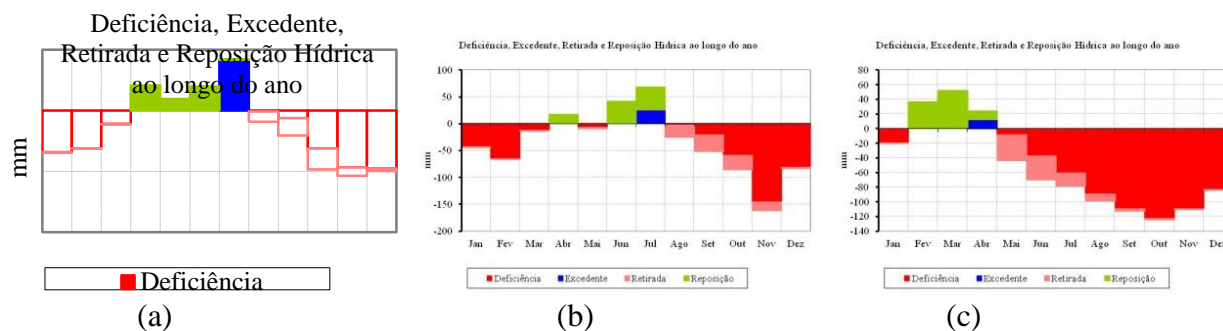 Deficiência, Excedente,
Retirada e Reposição Hídrica
ao longo do ano
mm
Deficiência
(a)
Deficiência, Excedente, Retirada e Reposição Hídrica ao longo do ano
100
50
0
-50
-100
-150
-200
mm
Jan Fev Mar Abr Mai Jun Jul Ago Set Out Nov Dez
Deficiência Excedente Retirada Reposição
(b)
Deficiência, Excedente, Retirada e Reposição Hídrica ao longo do ano
80
60
40
20
0
-20
-40
-60
-80
-100
-120
-140
mm
Jan Fev Mar Abr Mai Jun Jul Ago Set Out Nov De
Deficiência Excedente Retirada Reposição
(c)